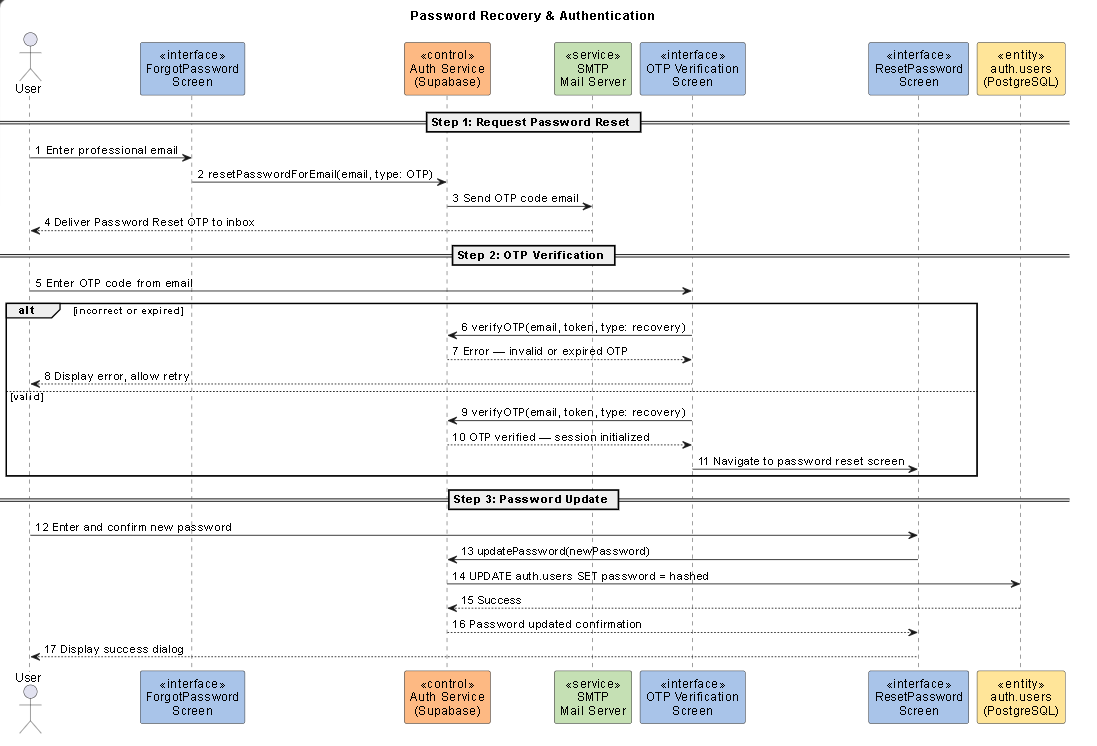 Password Recovery & Authentication
User
«interface»
ForgotPassword
Screen
«control»
Auth Service
(Supabase)
«service»
SMTP
Mail Server
«interface»
OTP Verification
Screen
«interface»
ResetPassword
Screen
«entity»
auth.users
(PostgreSQL)
Step 1: Request Password Reset
1 Enter professional email
2 resetPasswordForEmail(email, type: OTP)
3 Send OTP code email
4 Deliver Password Reset OTP to inbox
Step 2: OTP Verification
5 Enter OTP code from email
alt [incorrect or expired]
6 verifyOTP(email, token, type: recovery)
7 Error — invalid or expired OTP
8 Display error, allow retry
[valid]
9 verifyOTP(email, token, type: recovery)
10 OTP verified — session initialized
11 Navigate to password reset screen
Step 3: Password Update
12 Enter and confirm new password
13 updatePassword(newPassword)
14 UPDATE auth.users SET password = hashed
15 Success
16 Password updated confirmation
17 Display success dialog
User
«interface»
ForgotPassword
Screen
«control»
Auth Service
(Supabase)
«service»
SMTP
Mail Server
«interface»
OTP Verification
Screen
«interface»
ResetPassword
Screen
«entity»
auth.users
(PostgreSQL)